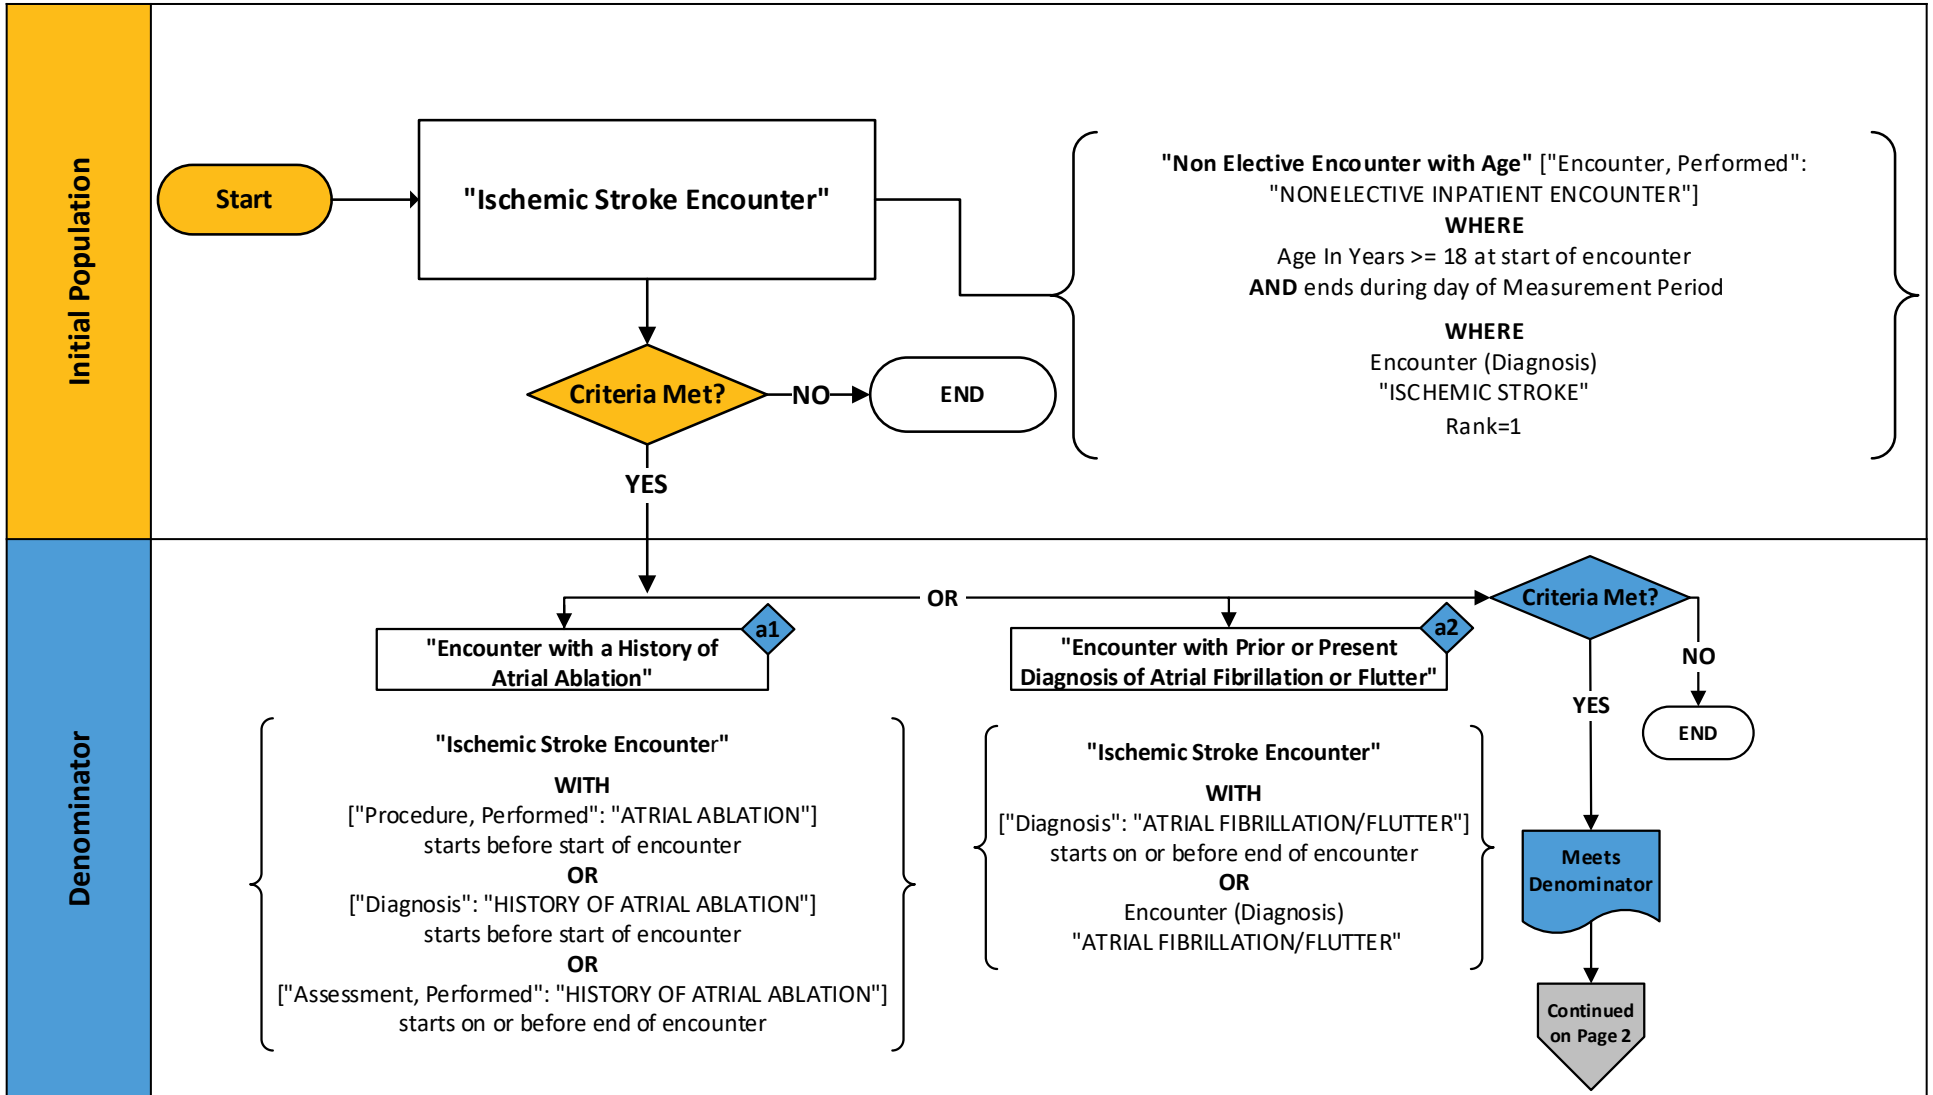 Initial Population
Start
"Ischemic Stroke Encounter"
"Non Elective Encounter with Age" ["Encounter, Performed":
"NONELECTIVE INPATIENT ENCOUNTER"]
WHERE
Age In Years >= 18 at start of encounter
AND ends during day of Measurement Period
WHERE
Encounter (Diagnosis)
"ISCHEMIC STROKE"
Rank=1
Criteria Met?
NO
END
YES
Denominator
OR
Criteria Met?
a1
"Encounter with a History of
Atrial Ablation"
a2
"Encounter with Prior or Present
Diagnosis of Atrial Fibrillation or Flutter"
NO
END
YES
"Ischemic Stroke Encounter"
WITH
["Procedure, Performed": "ATRIAL ABLATION"]
starts before start of encounter
OR
["Diagnosis": "HISTORY OF ATRIAL ABLATION"]
starts before start of encounter
OR
["Assessment, Performed": "HISTORY OF ATRIAL ABLATION"]
starts on or before end of encounter
"Ischemic Stroke Encounter"
WITH
["Diagnosis": "ATRIAL FIBRILLATION/FLUTTER"]
starts on or before end of encounter
OR
Encounter (Diagnosis)
"ATRIAL FIBRILLATION/FLUTTER"
Meets
Denominator
Continued
on Page 2